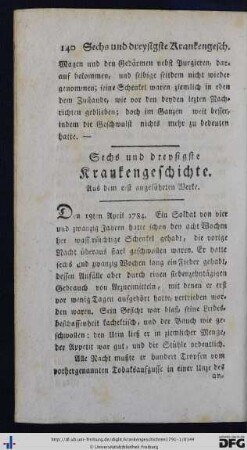 140 Sechs und dreysigste Krankengesch.
Magen und den Gedärmen nebst Purgieren dar-
auf bekommen, und selbige seitdem nicht wieder
genommen; seine Schenkel waren ziemlich in eben
dem Zustande, wie vor den beyden letzten Nach-
richten geblieben; doch im Ganzen weit besser,
indem die Geschwulst nichts mehr zu bedeuten
hatte. —
Sechs und dreysigste
Krankengeschichte.
Aus dem erst angeführten Werke.
Den 19ten April 1784. Ein Soldat von vier
und zwanzig Jahren hatte schon den acht Wochen
her wassersüchtige Schenkel gehabt, die vorige
Nacht überaus stark geschwollen waren. Er hatte
sechs und zwanzig Wochen lang ein Fieber gehabt,
dessen Anfälle aber durch einen siebenzehntägigen
Gebrauch von Arzneymitteln, mit denen er erst
vor wenig Tagen aufgehört hatte, vertrieben wor-
den waren. Sein Gesicht war blaß, seine Leibes-
beschaffenheit kachektisch, und der Bauch wie ge-
schwollen; den Urin ließ er in ziemlicher Menge,
der Appetit war gut, und die Stühle ordentlich.
Alle Nacht mußte er hundert Tropfen vom
vorhergenannten Tobaksaufgusse in einer Unze des